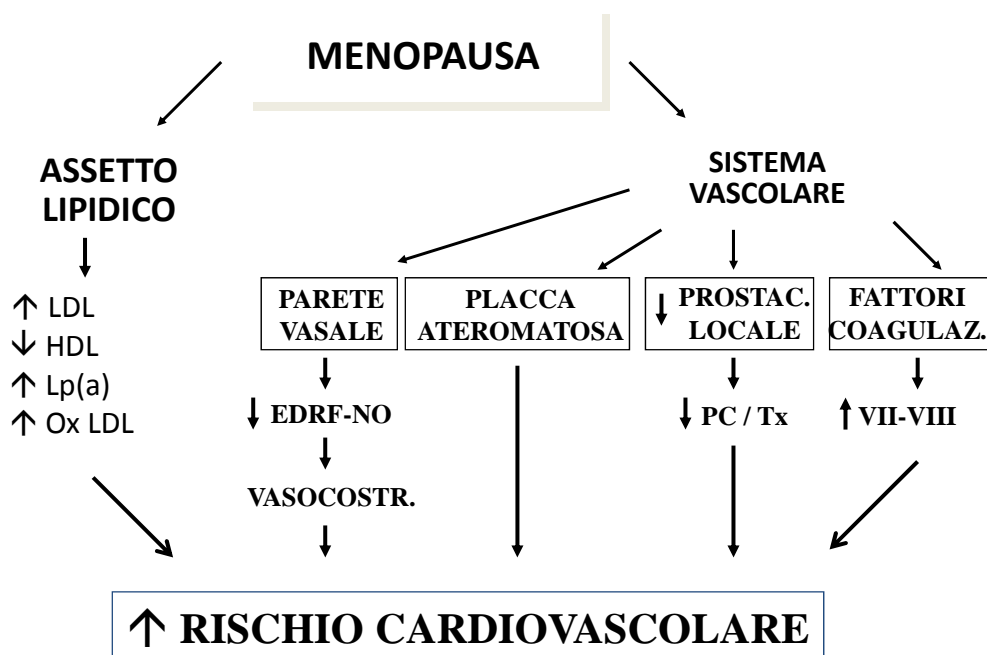 MENOPAUSA
ASSETTO
LIPIDICO
↑ LDL
↓ HDL
↑ Lp(a)
↑ Ox LDL
SISTEMA
VASCOLARE
PARETE
VASALE
↓ EDRF-NO
VASOCOSTR.
PLACCA
ATEROMATOSA
↓ PROSTAC.
LOCALE
↓ PC / Tx
FATTORI
COAGULAZ.
↑ VII-VIII
↑ RISCHIO CARDIOVASCOLARE